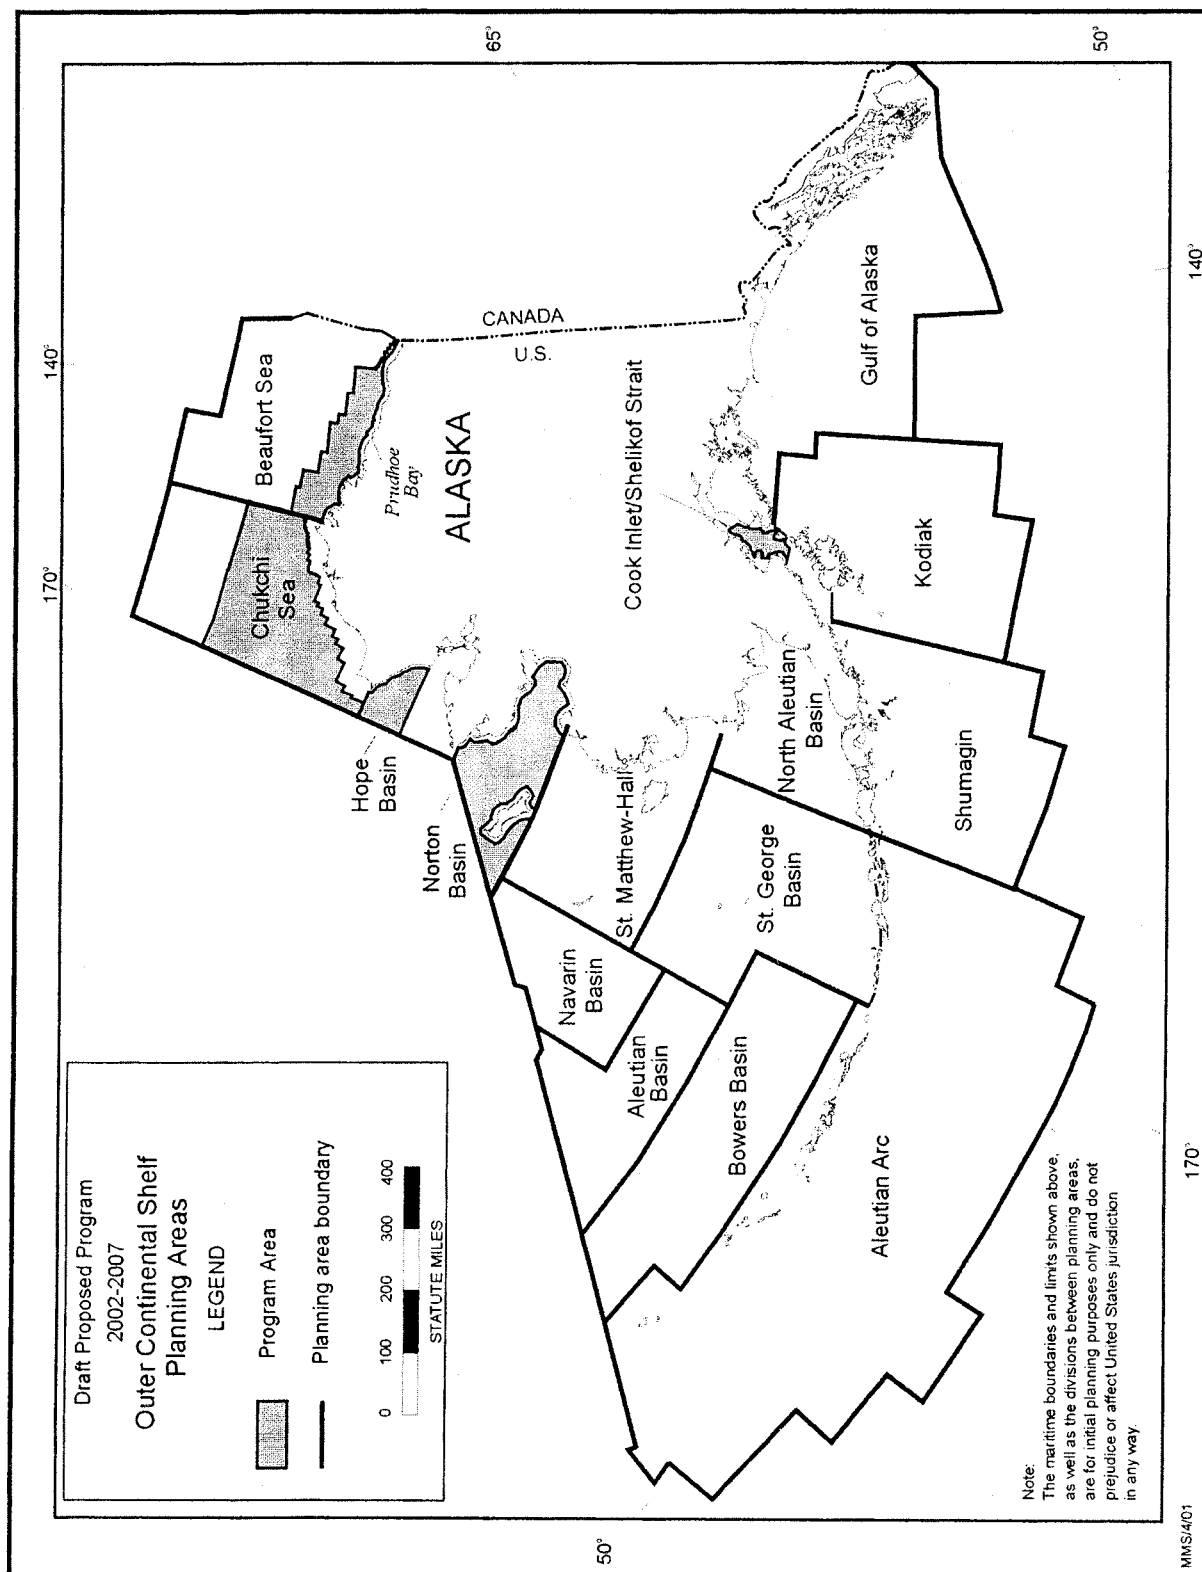 Draft Proposed Program
2002-2007
Outer Continental Shelf
Planning Areas
LEGEND
Program Area
Planning area boundary
0 100 200 300 400
STATUTE MILES
170°
140°
65°
50°
50°
170°
140°
Chukchi
Sea
Beaufort Sea
Prudhoe
Bay
Hope
Basin
ALASKA
CANADA
U.S.
Norton
Basin
Navarin
Basin
St. Matthew-Hall
Cook Inlet/Shelikof Strait
Aleutian
Basin
Bowers Basin
St. George
Basin
North Aleutian
Basin
Aleutian Arc
Shumagin
Kodiak
Gulf of Alaska
Note:
The maritime boundaries and limits shown above,
as well as the divisions between planning areas,
are for initial planning purposes only and do not
prejudice or affect United States jurisdiction
in any way.
MMS/4/01